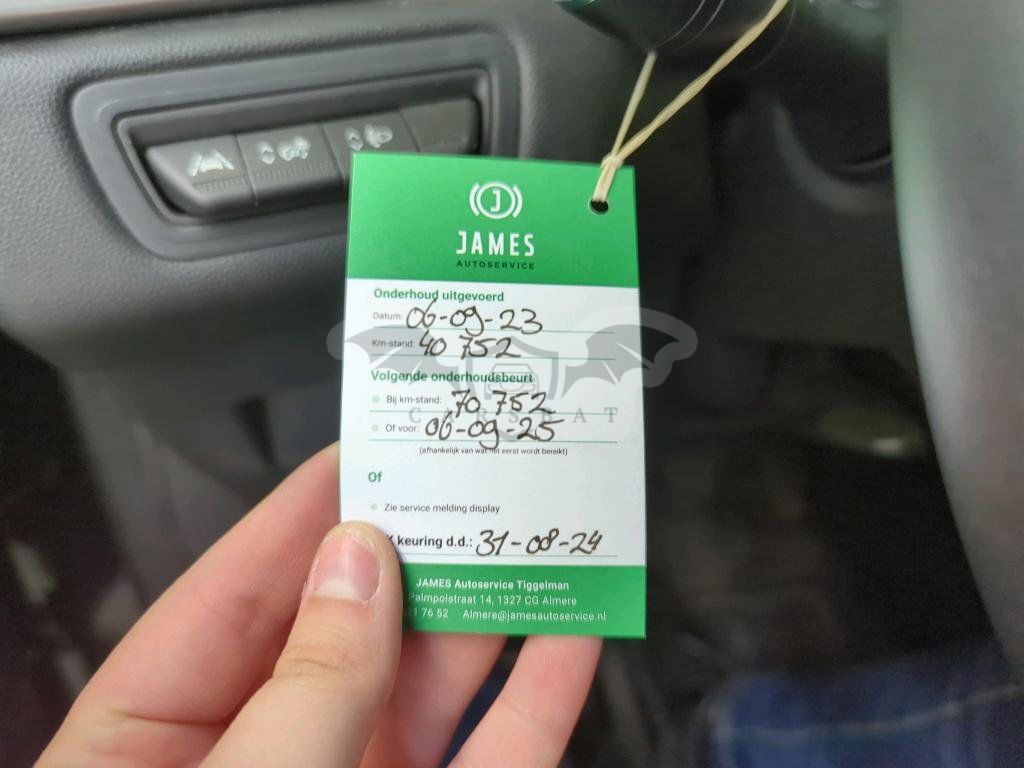 J
JAMES
AUTOSERVICE
Onderhoud uitgevoerd
Datum: 06-09-23
Km-stand: 40 752
Volgende onderhoudsbeurt
Bij km-stand: 70 752
CARSBAT
Of voor: 06-09-25
(afhankelijk van wat het eerst wordt bereikt)
Of
Zie service melding display
keuring d.d.: 31-08-24
JAMES Autoservice Tiggelman
Palmpolstraat 14, 1327 CG Almere
21 76 52 Almere@jamesautoservice.nl